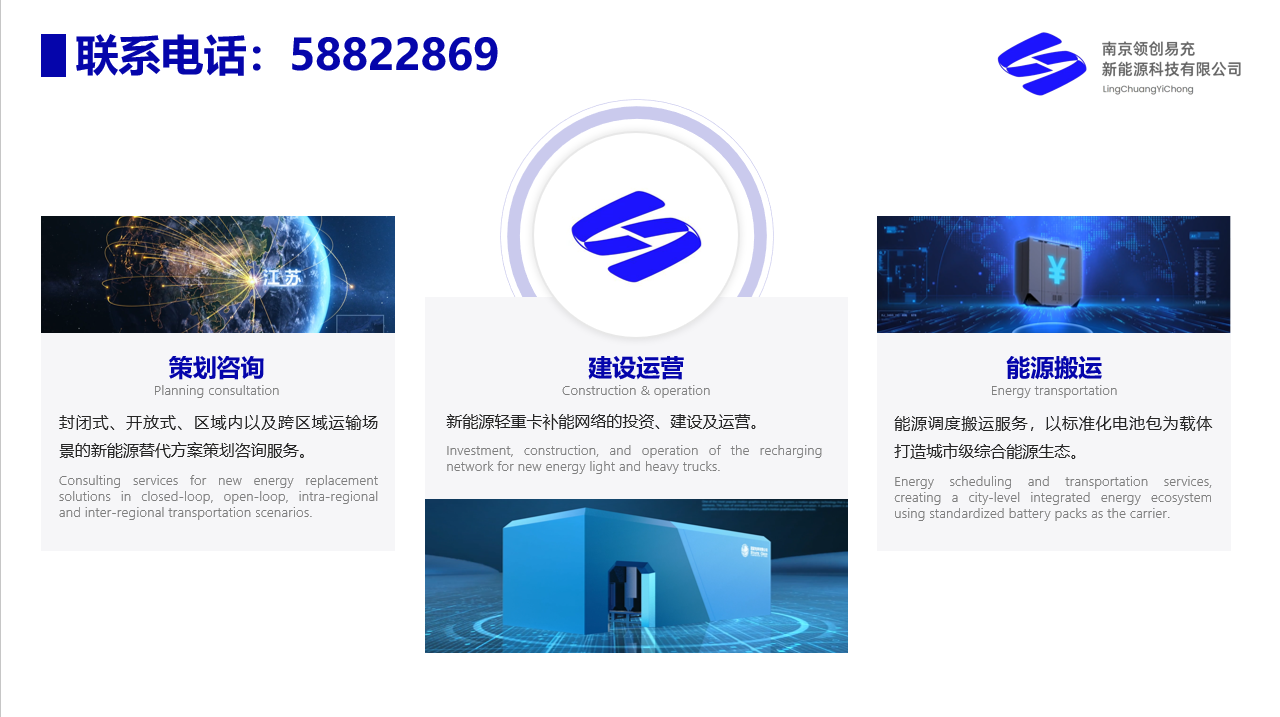 联系电话：58822869
南京领创易充
新能源科技有限公司
LingChuangYiChong
江苏
策划咨询
Planning consultation
封闭式、开放式、区域内以及跨区域运输场
景的新能源替代方案策划咨询服务。
Consulting services for new energy replacement
solutions in closed-loop, open-loop, intra-regional
and inter-regional transportation scenarios.
建设运营
Construction & operation
新能源轻重卡补能网络的投资、建设及运营。
Investment, construction, and operation of the recharging
network for new energy light and heavy trucks.
¥
能源搬运
Energy transportation
能源调度搬运服务，以标准化电池包为载体
打造城市级综合能源生态。
Energy scheduling and transportation services,
creating a city-level integrated energy ecosystem
using standardized battery packs as the carrier.